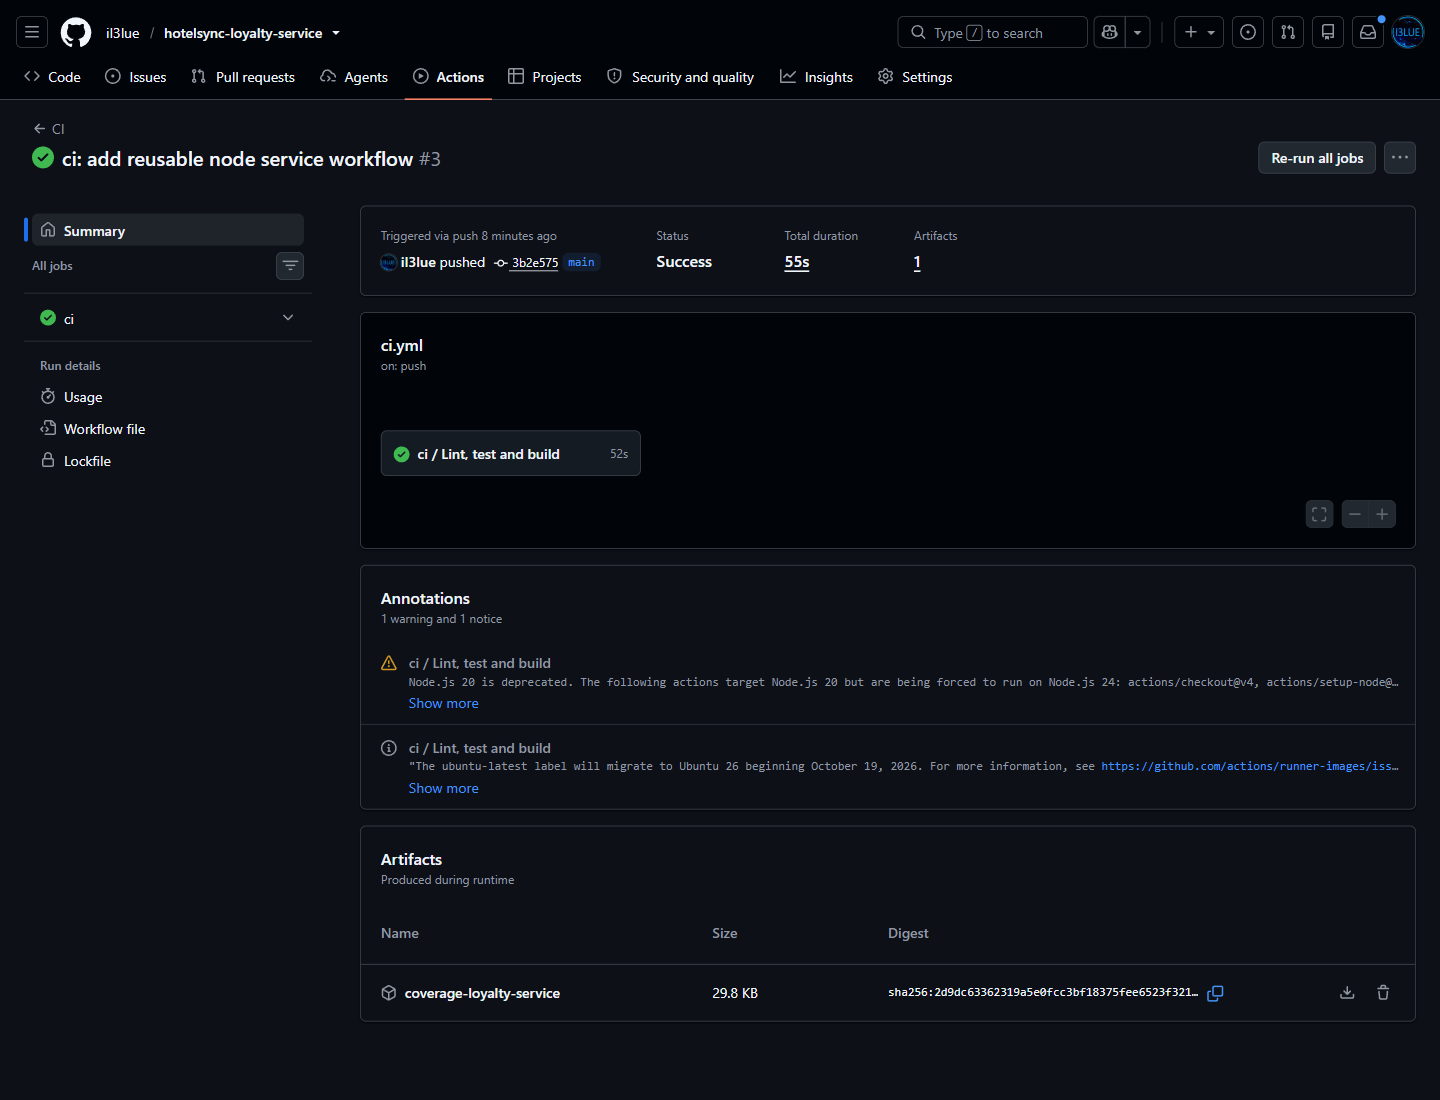 il3lue / hotelsync-loyalty-service
Type / to search
IL3LUE
Code
Issues
Pull requests
Agents
Actions
Projects
Security and quality
Insights
Settings
CI
ci: add reusable node service workflow #3
Re-run all jobs
Summary
All jobs
ci
Run details
Usage
Workflow file
Lockfile
Triggered via push 8 minutes ago
il3lue pushed 3b2e575 main
Status
Success
Total duration
55s
Artifacts
1
ci.yml
on: push
ci / Lint, test and build 52s
Annotations
1 warning and 1 notice
ci / Lint, test and build
Node.js 20 is deprecated. The following actions target Node.js 20 but are being forced to run on Node.js 24: actions/checkout@v4, actions/setup-node@…
Show more
ci / Lint, test and build
"The ubuntu-latest label will migrate to Ubuntu 26 beginning October 19, 2026. For more information, see https://github.com/actions/runner-images/iss…
Show more
Artifacts
Produced during runtime
Name Size Digest
coverage-loyalty-service 29.8 KB sha256:2d9dc63362319a5e0fcc3bf18375fee6523f321…